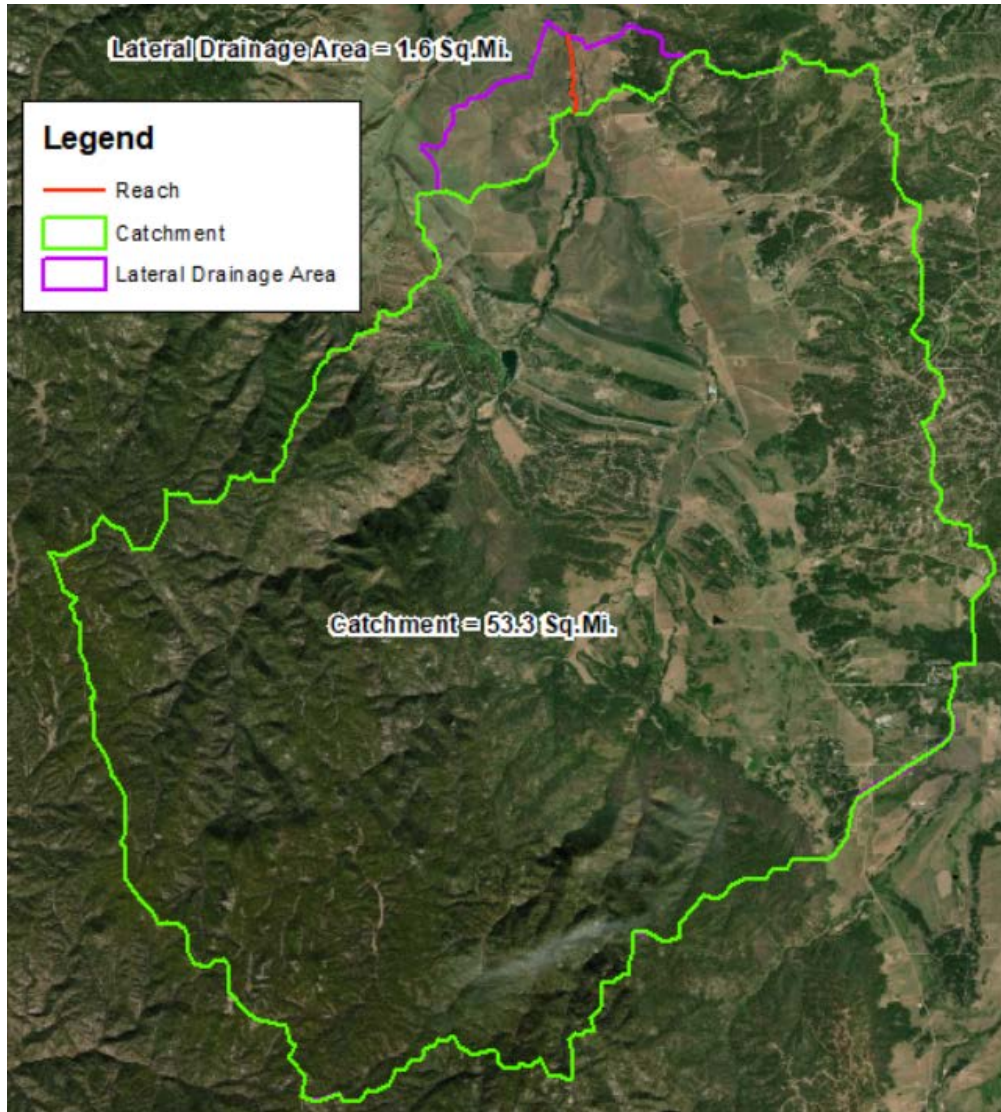 Lateral Drainage Area = 1.6 Sq.Mi.
Legend
Reach
Catchment
Lateral Drainage Area
Catchment = 53.3 Sq.Mi.